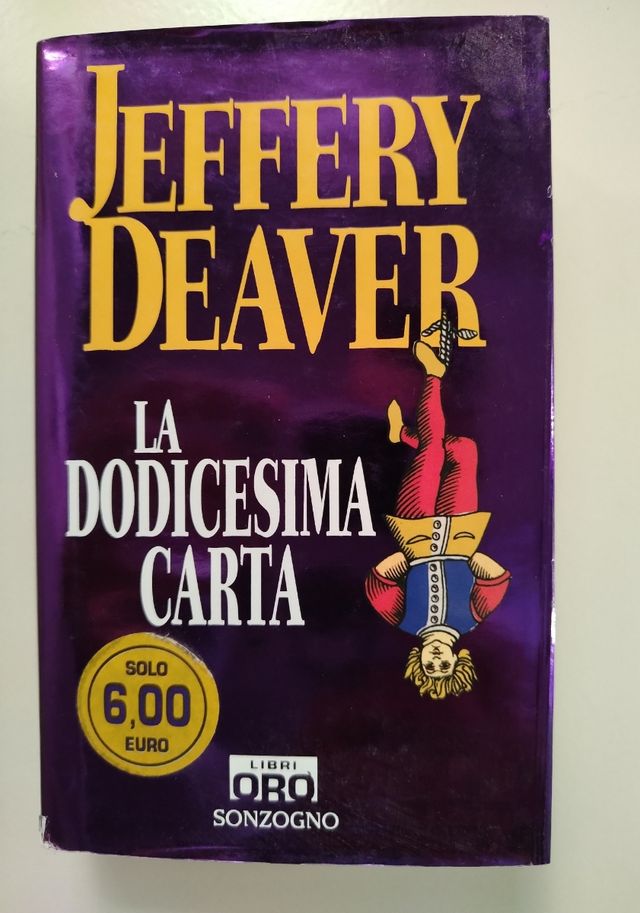 JEFFERY
DEAVER
LA
DODICESIMA
CARTA
SOLO
6,00
EURO
LIBRI
ORO
SONZOGNO